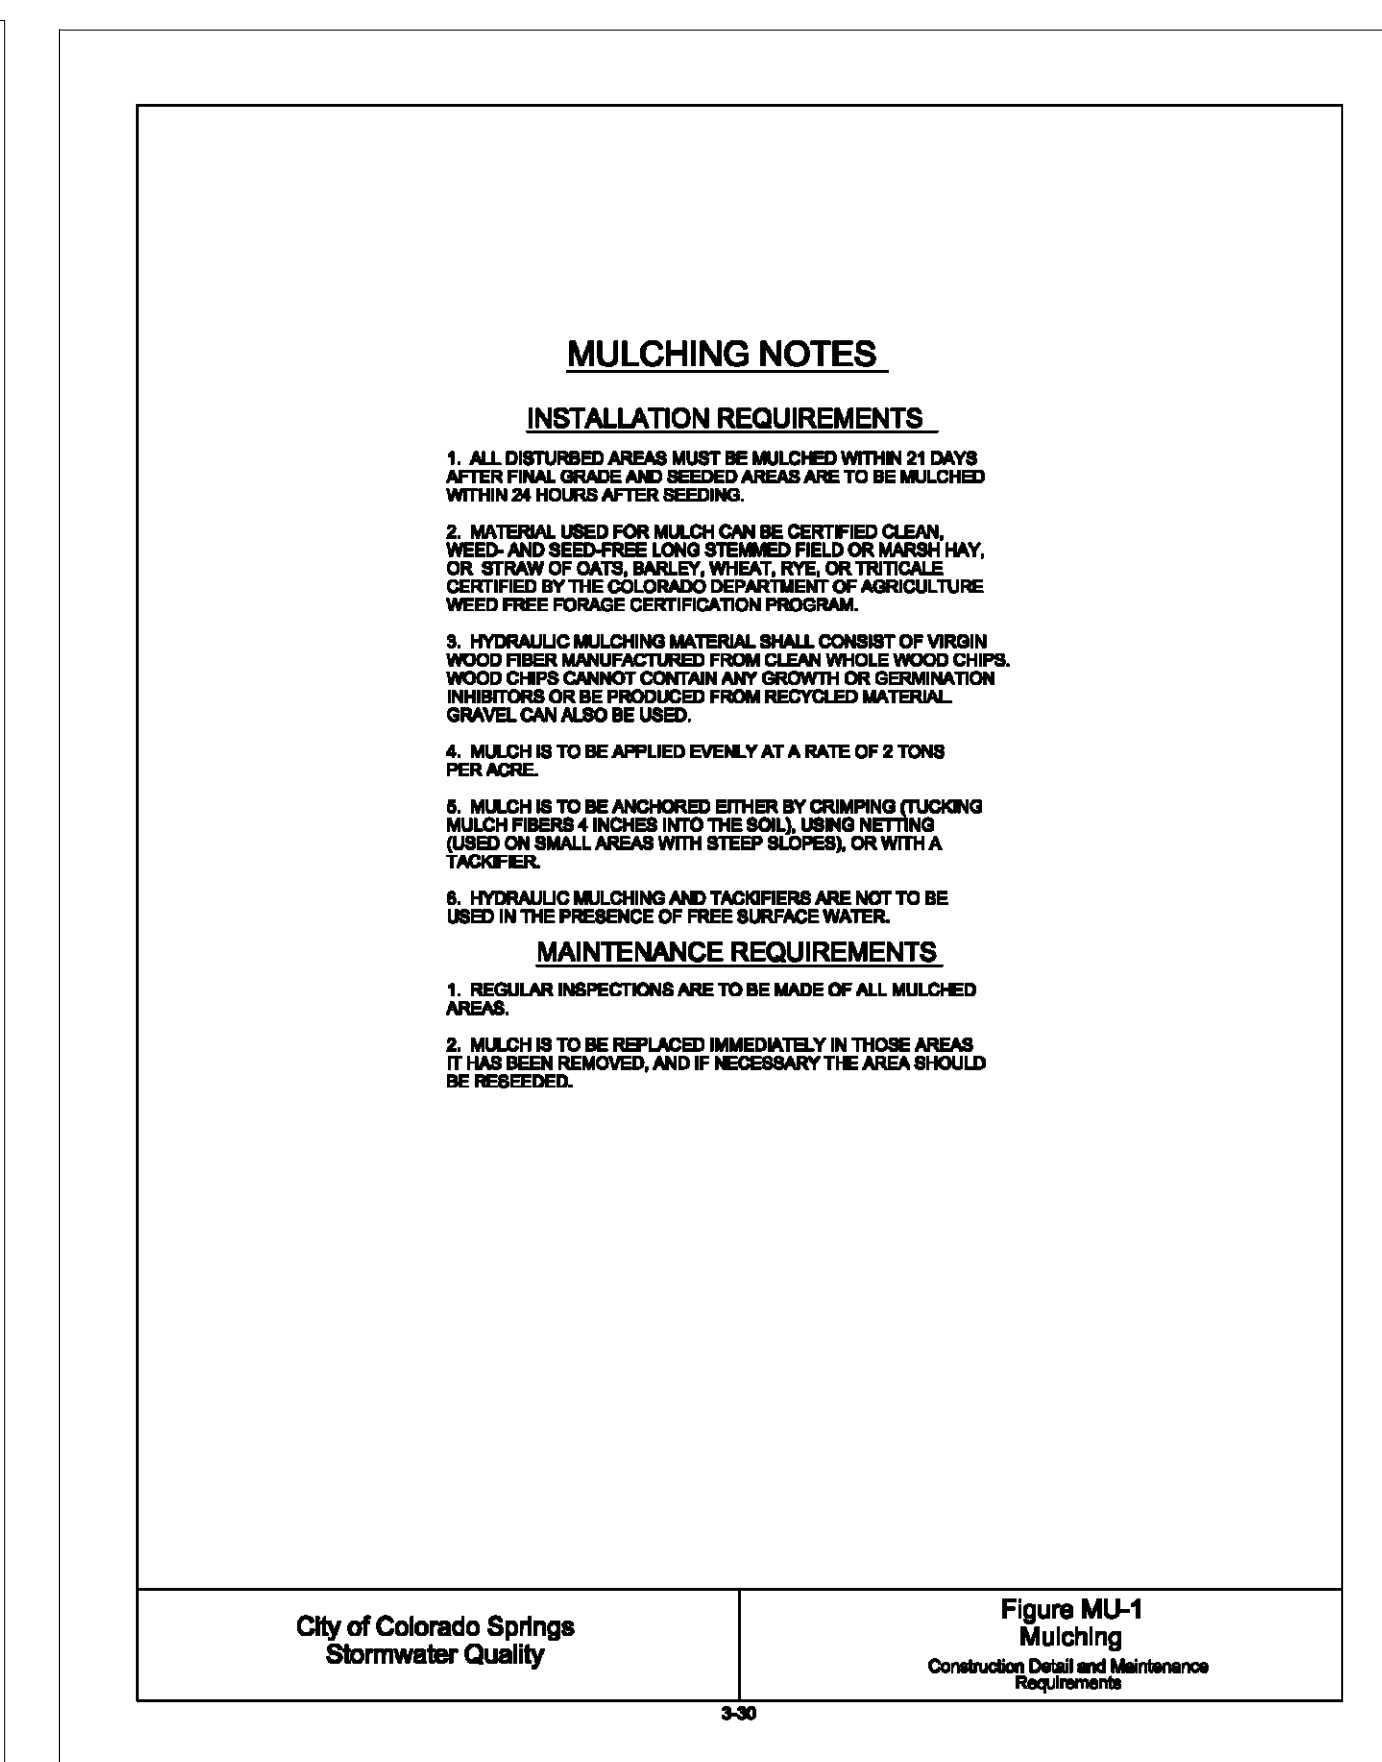 MULCHING NOTES
INSTALLATION REQUIREMENTS
1. ALL DISTURBED AREAS MUST BE MULCHED WITHIN 21 DAYS
AFTER FINAL GRADE AND SEEDED AREAS ARE TO BE MULCHED
WITHIN 24 HOURS AFTER SEEDING.
2. MATERIAL USED FOR MULCH CAN BE CERTIFIED CLEAN,
WEED- AND SEED-FREE LONG STEMMED FIELD OR MARSH HAY,
OR STRAW OF OATS, BARLEY, WHEAT, RYE, OR TRITICALE
CERTIFIED BY THE COLORADO DEPARTMENT OF AGRICULTURE
WEED FREE FORAGE CERTIFICATION PROGRAM.
3. HYDRAULIC MULCHING MATERIAL SHALL CONSIST OF VIRGIN
WOOD FIBER MANUFACTURED FROM CLEAN WHOLE WOOD CHIPS.
WOOD CHIPS CANNOT CONTAIN ANY GROWTH OR GERMINATION
INHIBITORS OR BE PRODUCED FROM RECYCLED MATERIAL.
GRAVEL CAN ALSO BE USED.
4. MULCH IS TO BE APPLIED EVENLY AT A RATE OF 2 TONS
PER ACRE.
5. MULCH IS TO BE ANCHORED EITHER BY CRIMPING (TUCKING
MULCH FIBERS 4 INCHES INTO THE SOIL), USING NETTING
(USED ON SMALL AREAS WITH STEEP SLOPES), OR WITH A
TACKIFIER.
6. HYDRAULIC MULCHING AND TACKIFIERS ARE NOT TO BE
USED IN THE PRESENCE OF FREE SURFACE WATER.
MAINTENANCE REQUIREMENTS
1. REGULAR INSPECTIONS ARE TO BE MADE OF ALL MULCHED
AREAS.
2. MULCH IS TO BE REPLACED IMMEDIATELY IN THOSE AREAS
IT HAS BEEN REMOVED, AND IF NECESSARY THE AREA SHOULD
BE RESEEDED.
City of Colorado Springs
Stormwater Quality
Figure MU-1
Mulching
Construction Detail and Maintenance
Requirements
3-30